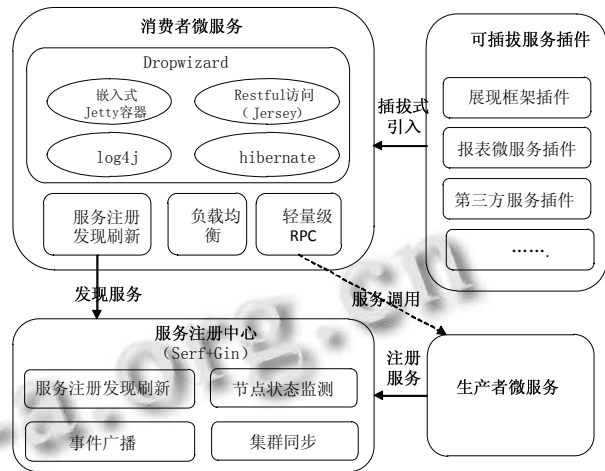 消费者微服务
Dropwizard
嵌入式
Jetty容器
Restful访问
(Jersey)
log4j
hibernate
服务注册
发现刷新
负载均
衡
轻量级
RPC
插拔式
引入
可插拔服务插件
展现框架插件
报表微服务插件
第三方服务插件
…….
发现服务
服务调用
服务注册中心
(Serf+Gin)
服务注册发现刷新
节点状态监测
事件广播
集群同步
注册
服务
生产者微服务